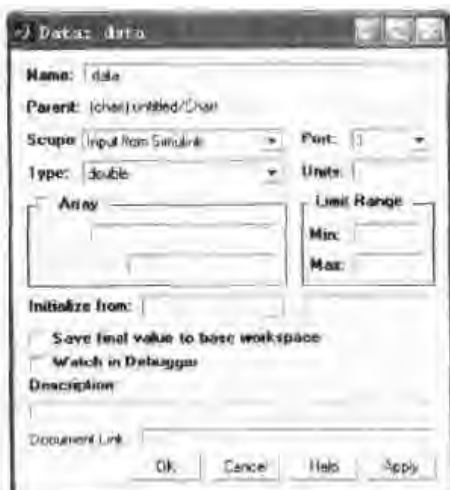 Data: data
Name: data
Parent: (chart) untitled/Chart
Scope: Input from Simulink Port: 1
Type: double Units:
Array Limit Range
Min:
Max:
Initialize from:
Save final value to base workspace
Watch in Debugger
Description
Document Link
OK Cancel Help Apply